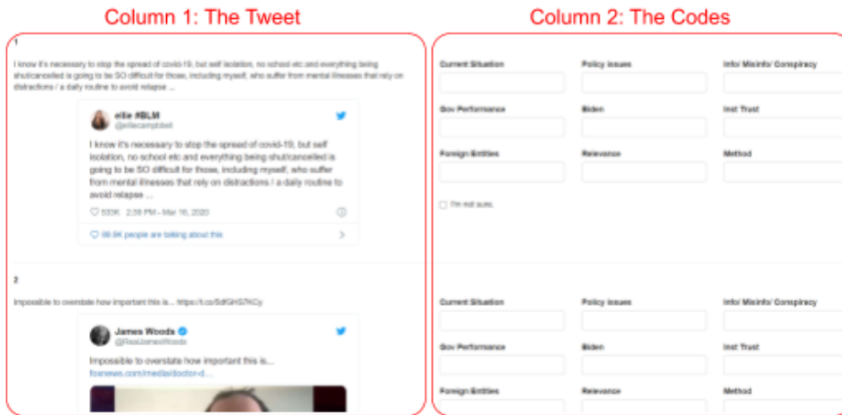 Column 1: The Tweet
Column 2: The Codes
1
I know it's necessary to stop the spread of covid-19, but self isolation, no school etc and everything being
shut/cancelled is going to be SO difficult for those, including myself, who suffer from mental illnesses that rely on
distractions / a daily routine to avoid relapse ...
ellie #BLM
@elliecampbell
I know it's necessary to stop the spread of covid-19, but self
isolation, no school etc and everything being shut/cancelled is
going to be SO difficult for those, including myself, who suffer
from mental illnesses that rely on distractions / a daily routine to
avoid relapse ...
2:39 PM - Mar 16, 2020
people are talking about this
Current Situation
Policy issues
Info/ Misinfo/ Conspiracy
Gov Performance
Biden
Inst Trust
Foreign Entities
Relevance
Method
I'm not sure.
2
Impossible to overstate how important this is...
James Woods
@RealJamesWoods
Impossible to overstate how important this is...
foxnews.com/media/doctor-d...
Current Situation
Policy issues
Info/ Misinfo/ Conspiracy
Gov Performance
Biden
Inst Trust
Foreign Entities
Relevance
Method